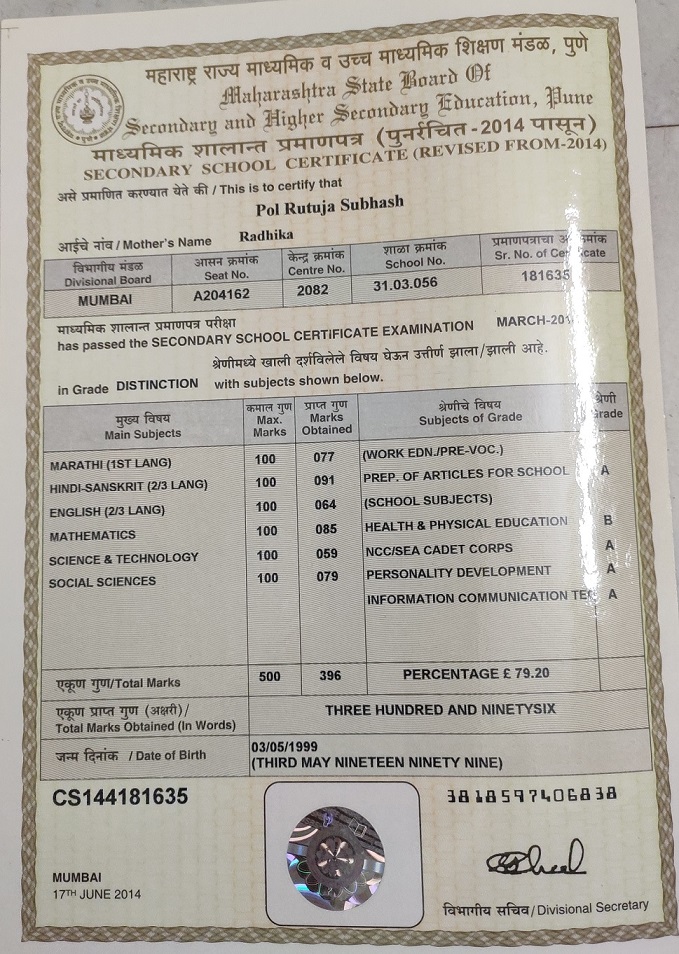 महाराष्ट्र राज्य माध्यमिक व उच्च माध्यमिक शिक्षण मंडळ, पुणे
Maharashtra State Board Of
Secondary and Higher Secondary Education, Pune
माध्यमिक शालान्त प्रमाणपत्र (पुनर्रचित-2014 पासून)
SECONDARY SCHOOL CERTIFICATE (REVISED FROM-2014)
असे प्रमाणित करण्यात येते की / This is to certify that
Pol Rutuja Subhash
आईचे नांव / Mother's Name Radhika
विभागीय मंडळ आसन क्रमांक केन्द्र क्रमांक शाळा क्रमांक प्रमाणपत्राचा
Divisional Board Seat No. Centre No. School No. Sr. No. of
MUMBAI A204162 2082 31.03.056 181635
माध्यमिक शालान्त प्रमाणपत्र परीक्षा
has passed the SECONDARY SCHOOL CERTIFICATE EXAMINATION
श्रेणीमध्ये खाली दर्शविलेले विषय घेऊन उत्तीर्ण झाला/झाली आहे.
in Grade DISTINCTION with subjects shown below.
मुख्य विषय कमाल गुण प्राप्त गुण श्रेणीचे विषय श्रेणी
Main Subjects Max. Marks Marks Obtained Subjects of Grade Grade
MARATHI (1ST LANG) 100 077 (WORK EDN./PRE-VOC.)
HINDI-SANSKRIT (2/3 LANG) 100 091 PREP. OF ARTICLES FOR SCHOOL A
ENGLISH (2/3 LANG) 100 064 (SCHOOL SUBJECTS)
MATHEMATICS 100 085 HEALTH & PHYSICAL EDUCATION B
SCIENCE & TECHNOLOGY 100 059 NCC/SEA CADET CORPS A
SOCIAL SCIENCES 100 079 PERSONALITY DEVELOPMENT A
INFORMATION COMMUNICATION A
एकूण गुण/Total Marks 500 396 PERCENTAGE £ 79.20
एकूण प्राप्त गुण (अक्षरी)/
Total Marks Obtained (In Words) THREE HUNDRED AND NINETYSIX
जन्म दिनांक / Date of Birth 03/05/1999
(THIRD MAY NINETEEN NINETY NINE)
CS144181635 3818597406838
MUMBAI
17TH JUNE 2014
विभागीय सचिव/Divisional Secretary